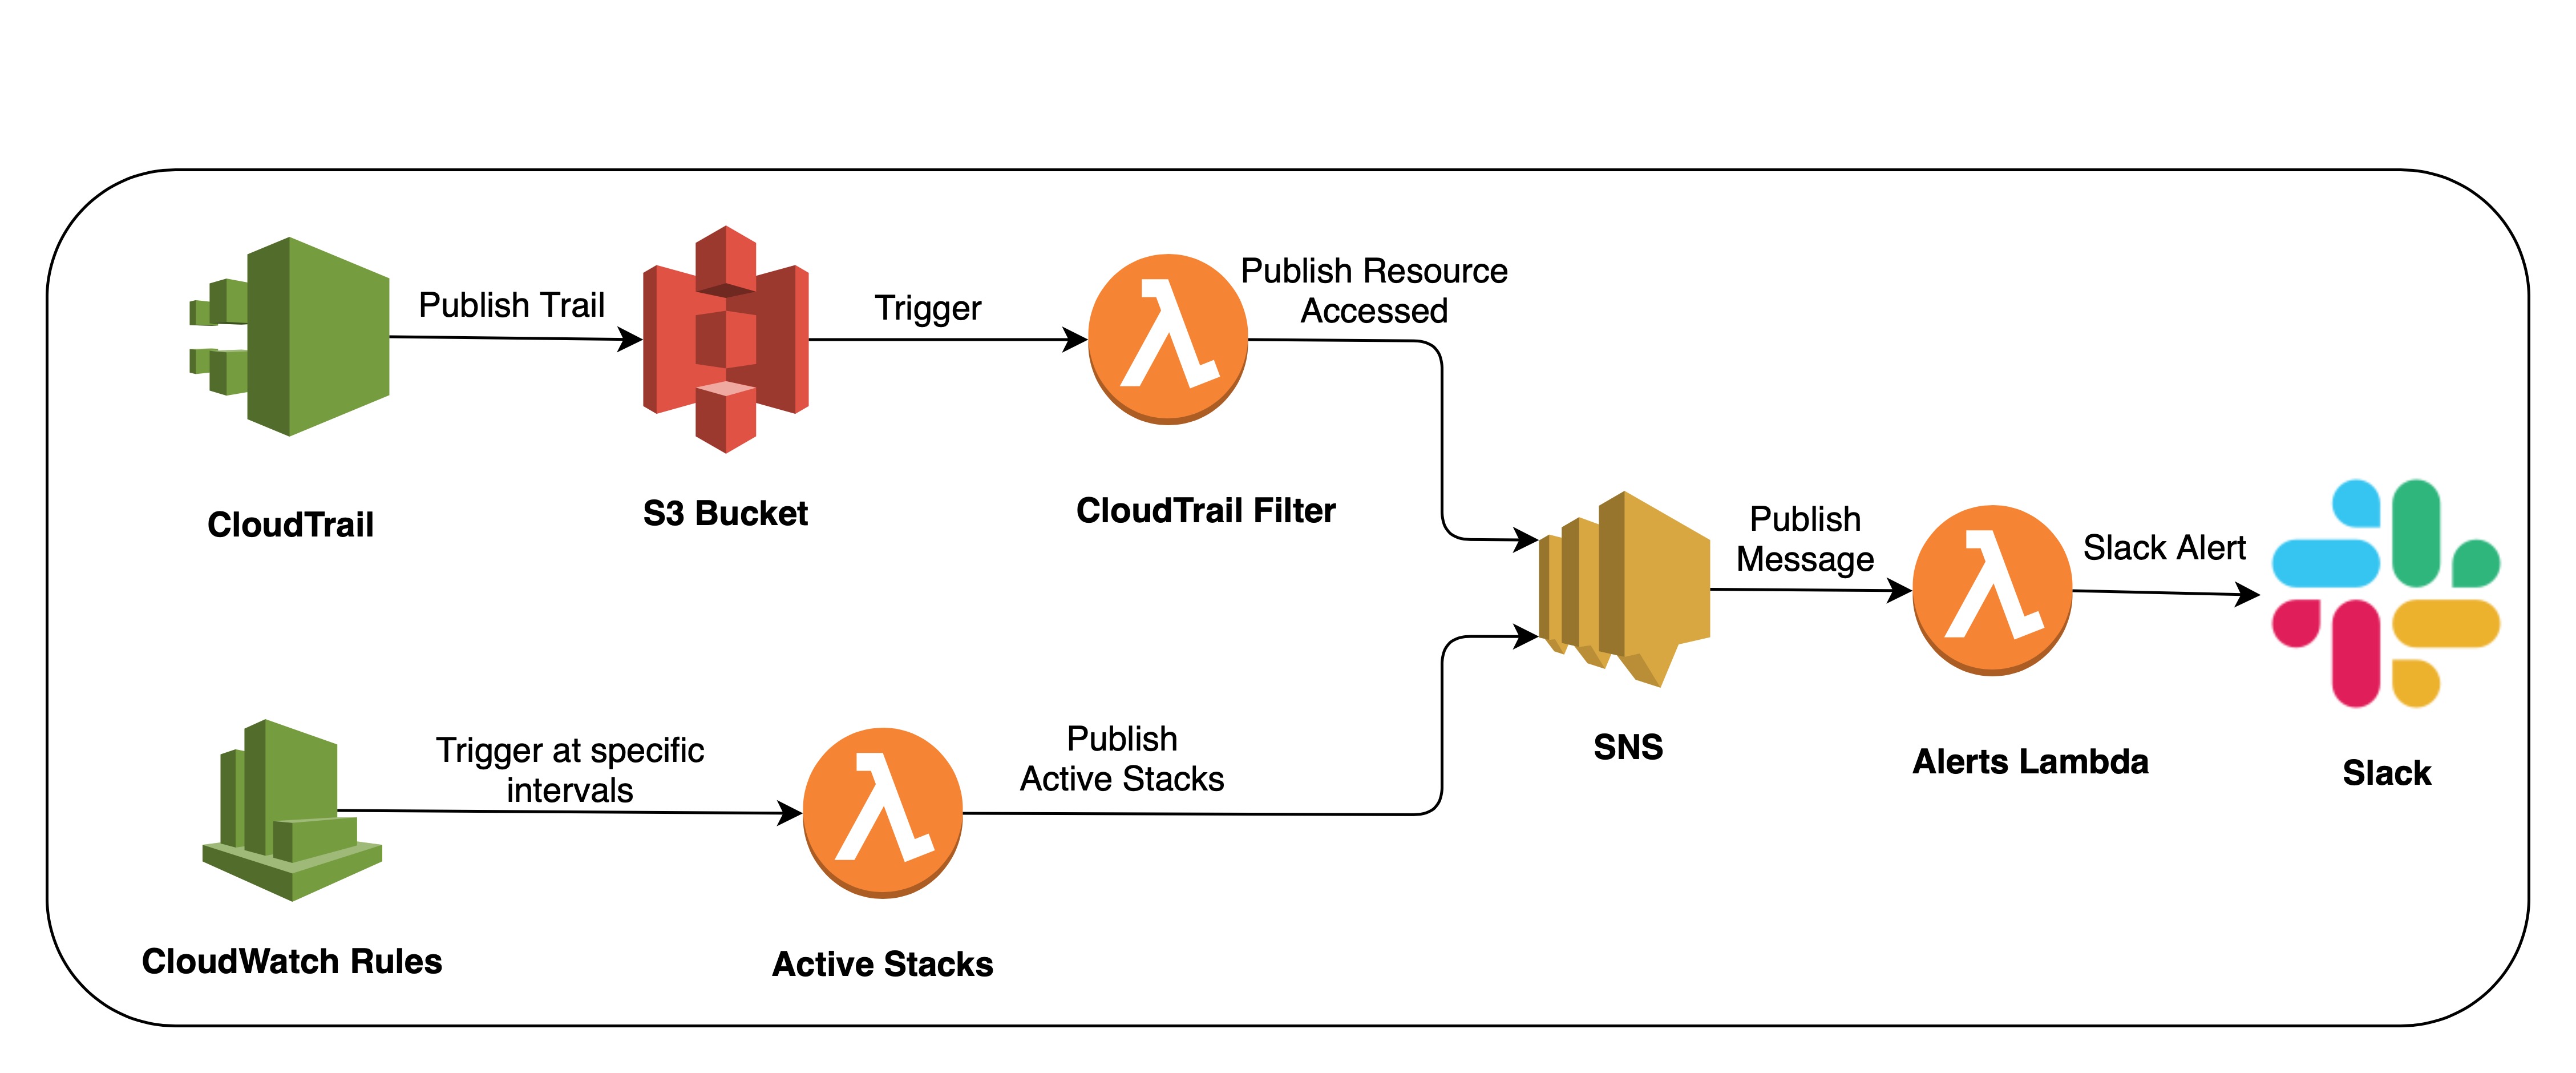 Publish Trail
Trigger
Publish Resource
Accessed
CloudTrail
S3 Bucket
CloudTrail Filter
Publish
Message
Slack Alert
SNS
Alerts Lambda
Slack
Trigger at specific
intervals
Publish
Active Stacks
CloudWatch Rules
Active Stacks